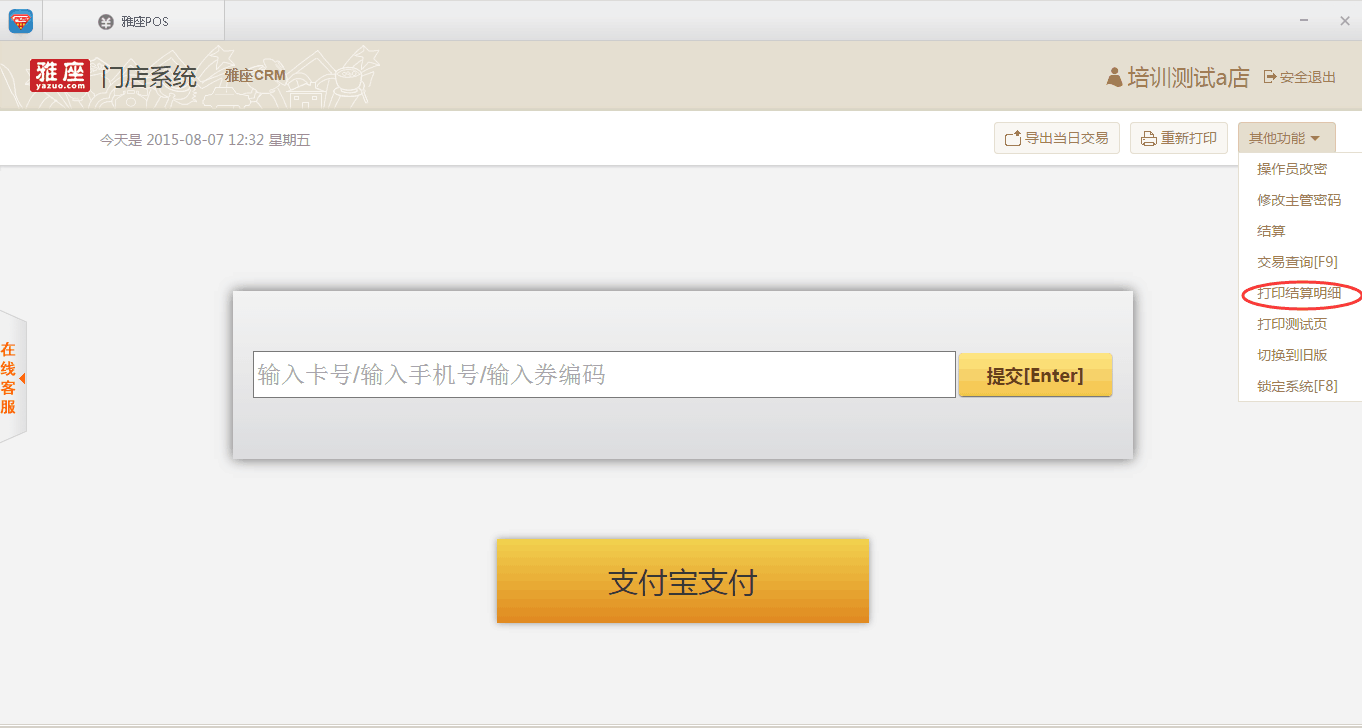 雅座POS
雅座
yazuo.com
门店系统
雅座CRM
培训测试a店
安全退出
今天是 2015-08-07 12:32 星期五
导出当日交易
重新打印
其他功能
操作员改密
修改主管密码
结算
交易查询[F9]
打印结算明细
打印测试页
切换到旧版
锁定系统[F8]
在线客服
输入卡号/输入手机号/输入券编码
提交[Enter]
支付宝支付